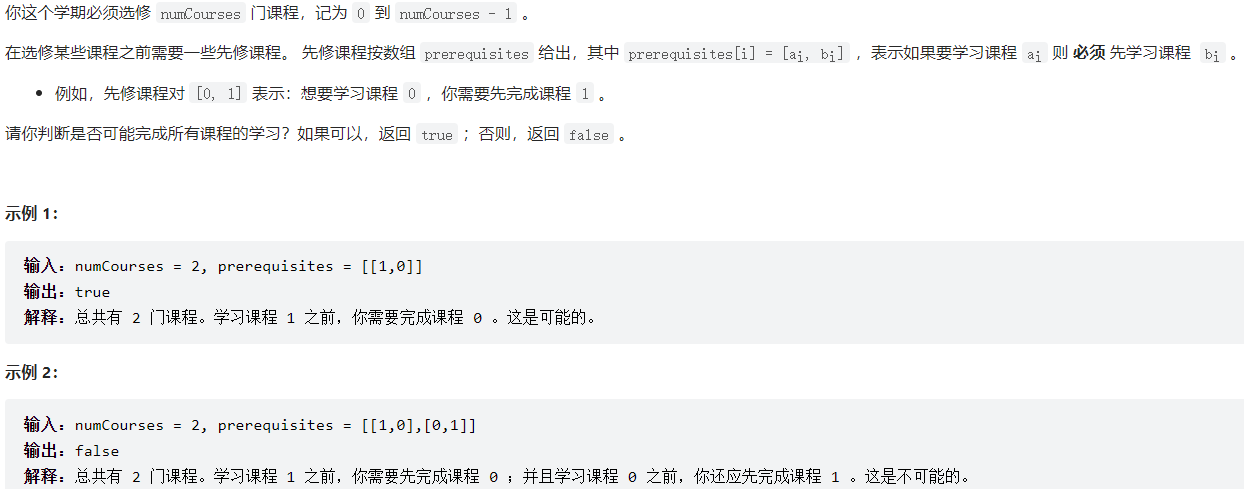 你这个学期必须选修 numCourses 门课程，记为 0 到 numCourses - 1 。
在选修某些课程之前需要一些先修课程。 先修课程按数组 prerequisites 给出，其中 prerequisites[i] = [ai, bi] ，表示如果要学习课程 ai 则 必须 先学习课程 bi 。
• 例如，先修课程对 [0, 1] 表示：想要学习课程 0 ，你需要先完成课程 1 。
请你判断是否可能完成所有课程的学习？如果可以，返回 true ；否则，返回 false 。
示例 1：
输入：numCourses = 2, prerequisites = [[1,0]]
输出：true
解释：总共有 2 门课程。学习课程 1 之前，你需要完成课程 0 。这是可能的。
示例 2：
输入：numCourses = 2, prerequisites = [[1,0],[0,1]]
输出：false
解释：总共有 2 门课程。学习课程 1 之前，你需要先完成课程 0 ；并且学习课程 0 之前，你还应先完成课程 1 。这是不可能的。